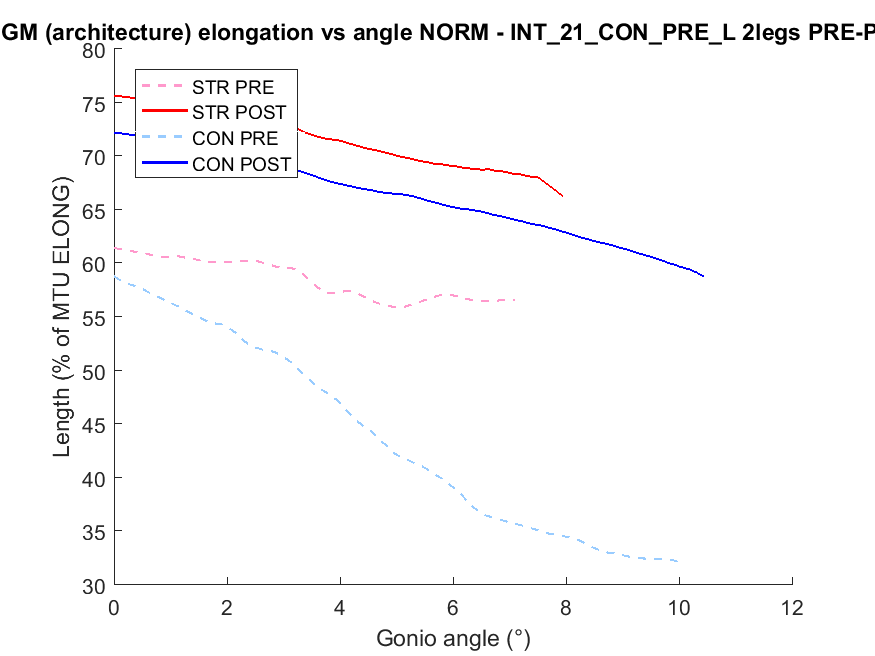 GM (architecture) elongation vs angle NORM - INT_21_CON_PRE_L 2legs PRE-P
80
75
70
65
60
55
50
45
40
35
30
Length (% of MTU ELONG)
STR PRE
STR POST
CON PRE
CON POST
0 2 4 6 8 10 12
Gonio angle (°)